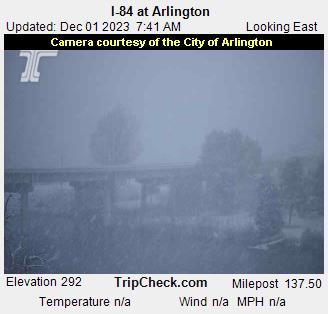 I-84 at Arlington
Updated: Dec 01 2023 7:41 AM Looking East
Camera courtesy of the City of Arlington
Elevation 292 TripCheck.com Milepost 137.50
Temperature n/a Wind n/a MPH n/a